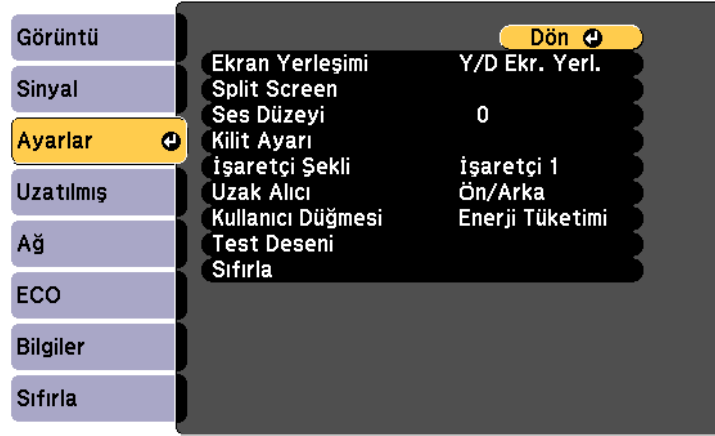 Görüntü
Sinyal
Ayarlar
Uzatılmış
Ağ
ECO
Bilgiler
Sıfırla
Dön
Ekran Yerleşimi Y/D Ekr. Yerl.
Split Screen
Ses Düzeyi 0
Kilit Ayarı
İşaretçi Şekli İşaretçi 1
Uzak Alıcı Ön/Arka
Kullanıcı Düğmesi Enerji Tüketimi
Test Deseni
Sıfırla